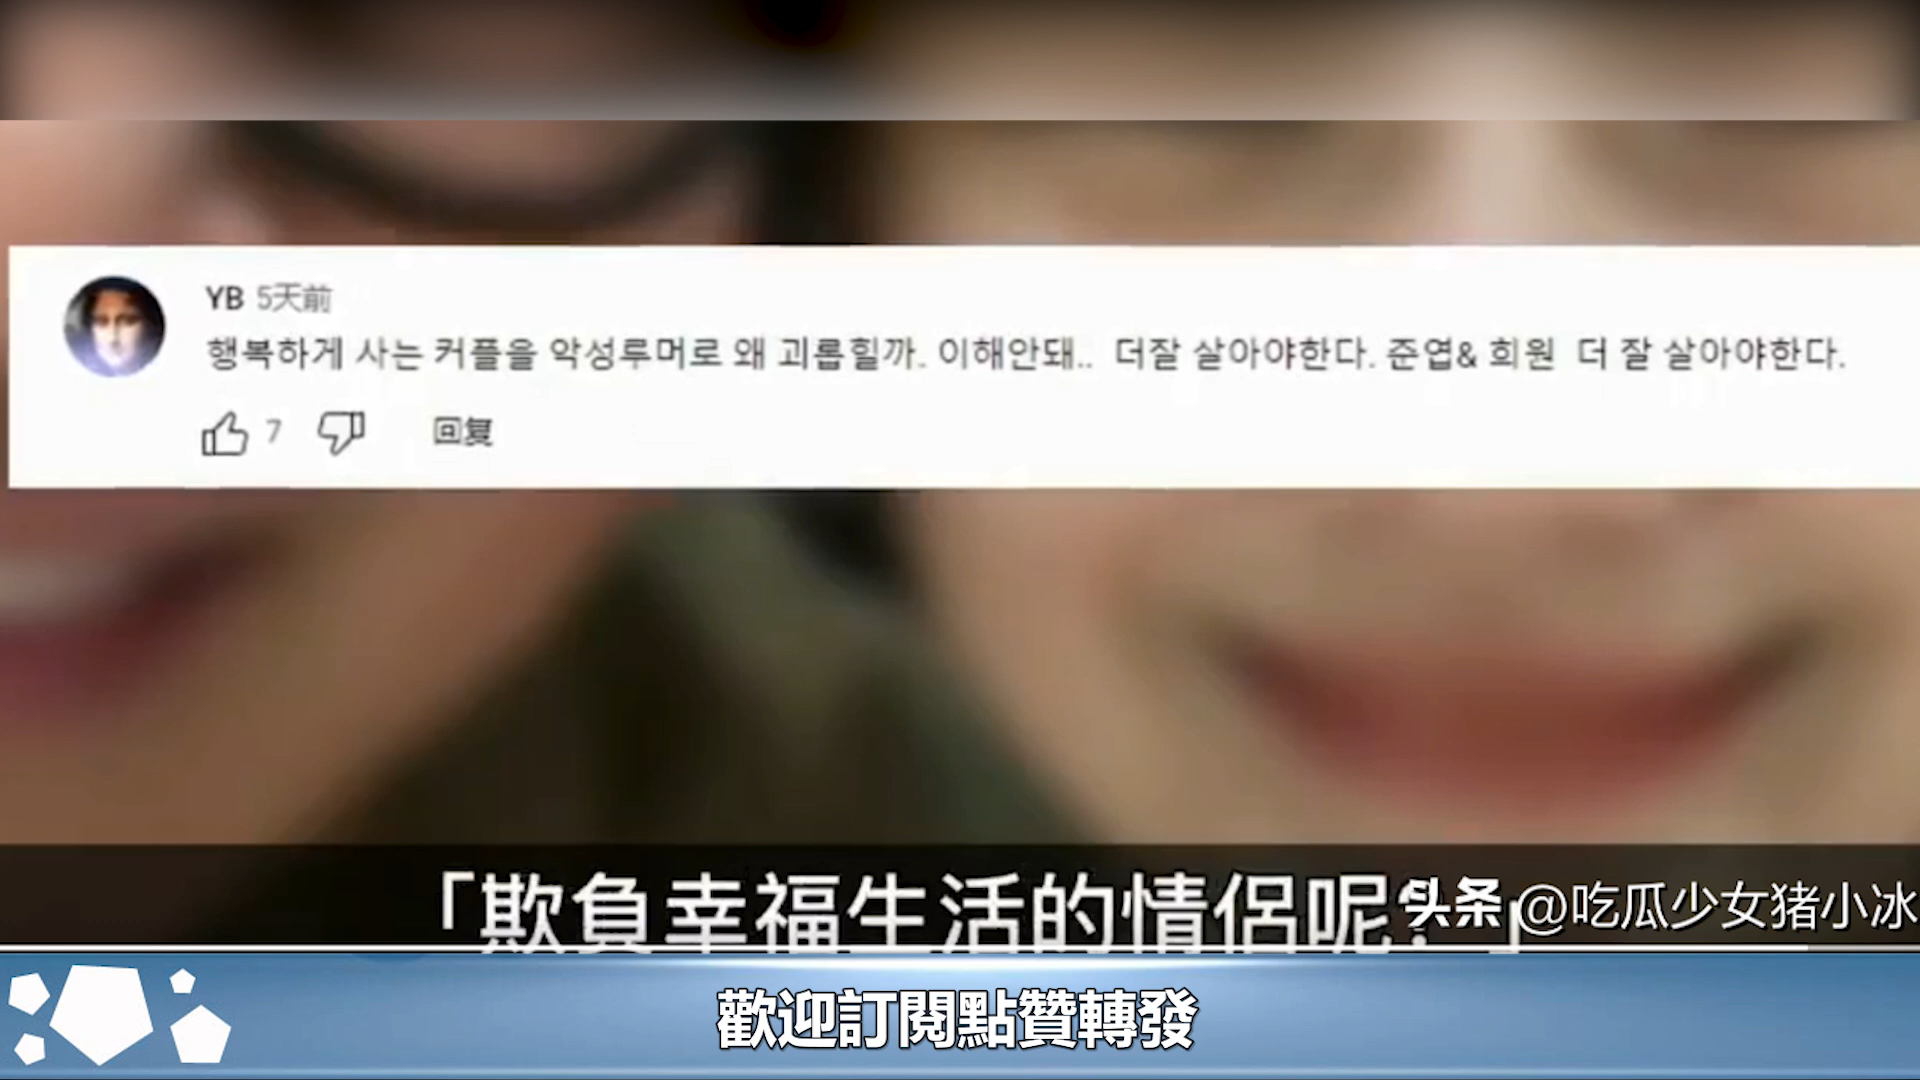 YB 5天前
행복하게 사는 커플을 악성루머로 왜 괴롭힐까. 이해안돼.. 더잘 살아야한다. 준엽& 희원 더 잘 살아야한다.
7 回复
「欺負幸福生活的情侶呢?」
头条 @吃瓜少女猪小冰
歡迎訂閱點贊轉發